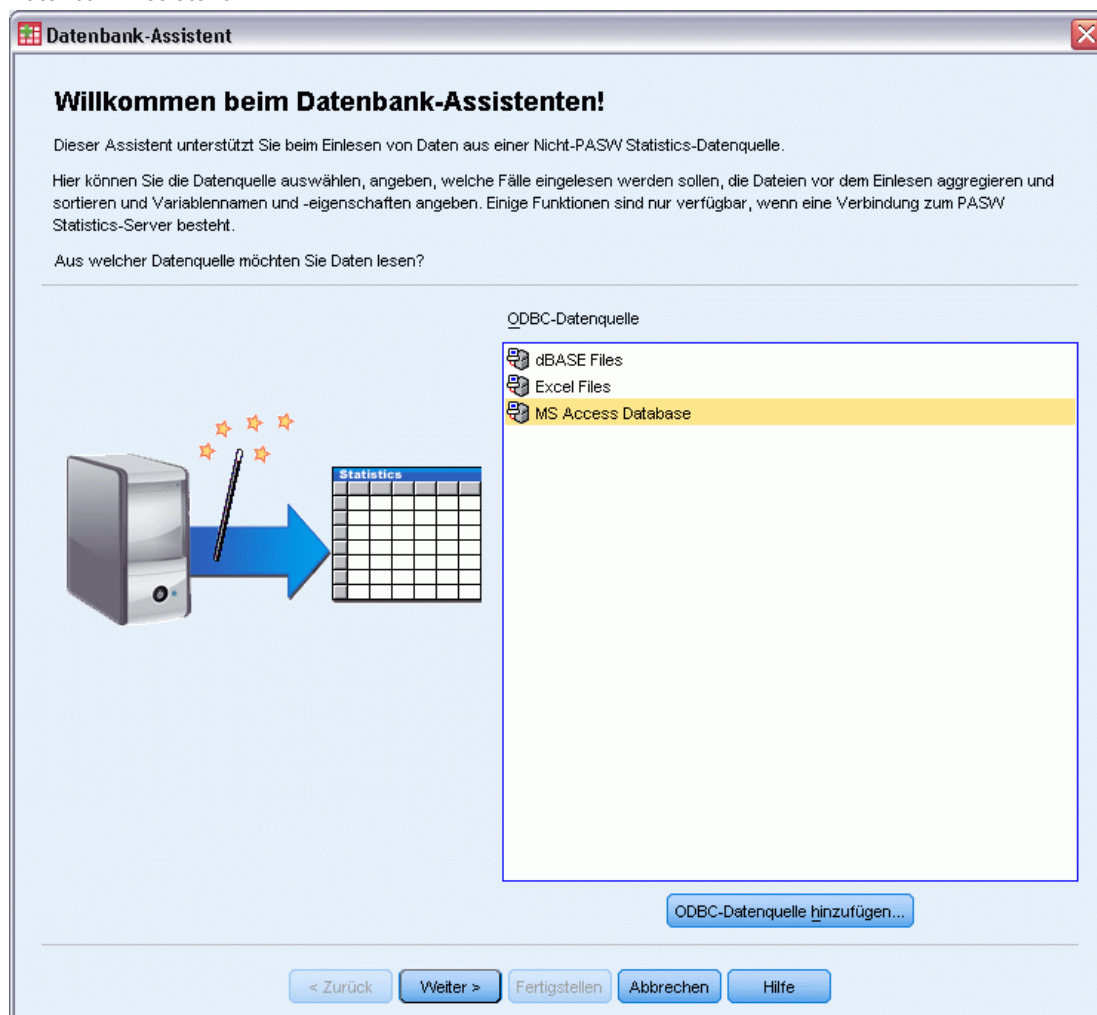 Datenbank-Assistent
Willkommen beim Datenbank-Assistenten!
Dieser Assistent unterstützt Sie beim Einlesen von Daten aus einer Nicht-PASW Statistics-Datenquelle.
Hier können Sie die Datenquelle auswählen, angeben, welche Fälle eingelesen werden sollen, die Dateien vor dem Einlesen aggregieren und
sortieren und Variablennamen und -eigenschaften angeben. Einige Funktionen sind nur verfügbar, wenn eine Verbindung zum PASW
Statistics-Server besteht.
Aus welcher Datenquelle möchten Sie Daten lesen?
ODBC-Datenquelle
dBASE Files
Excel Files
MS Access Database
Statistics
ODBC-Datenquelle hinzufügen...
< Zurück Weiter > Fertigstellen Abbrechen Hilfe